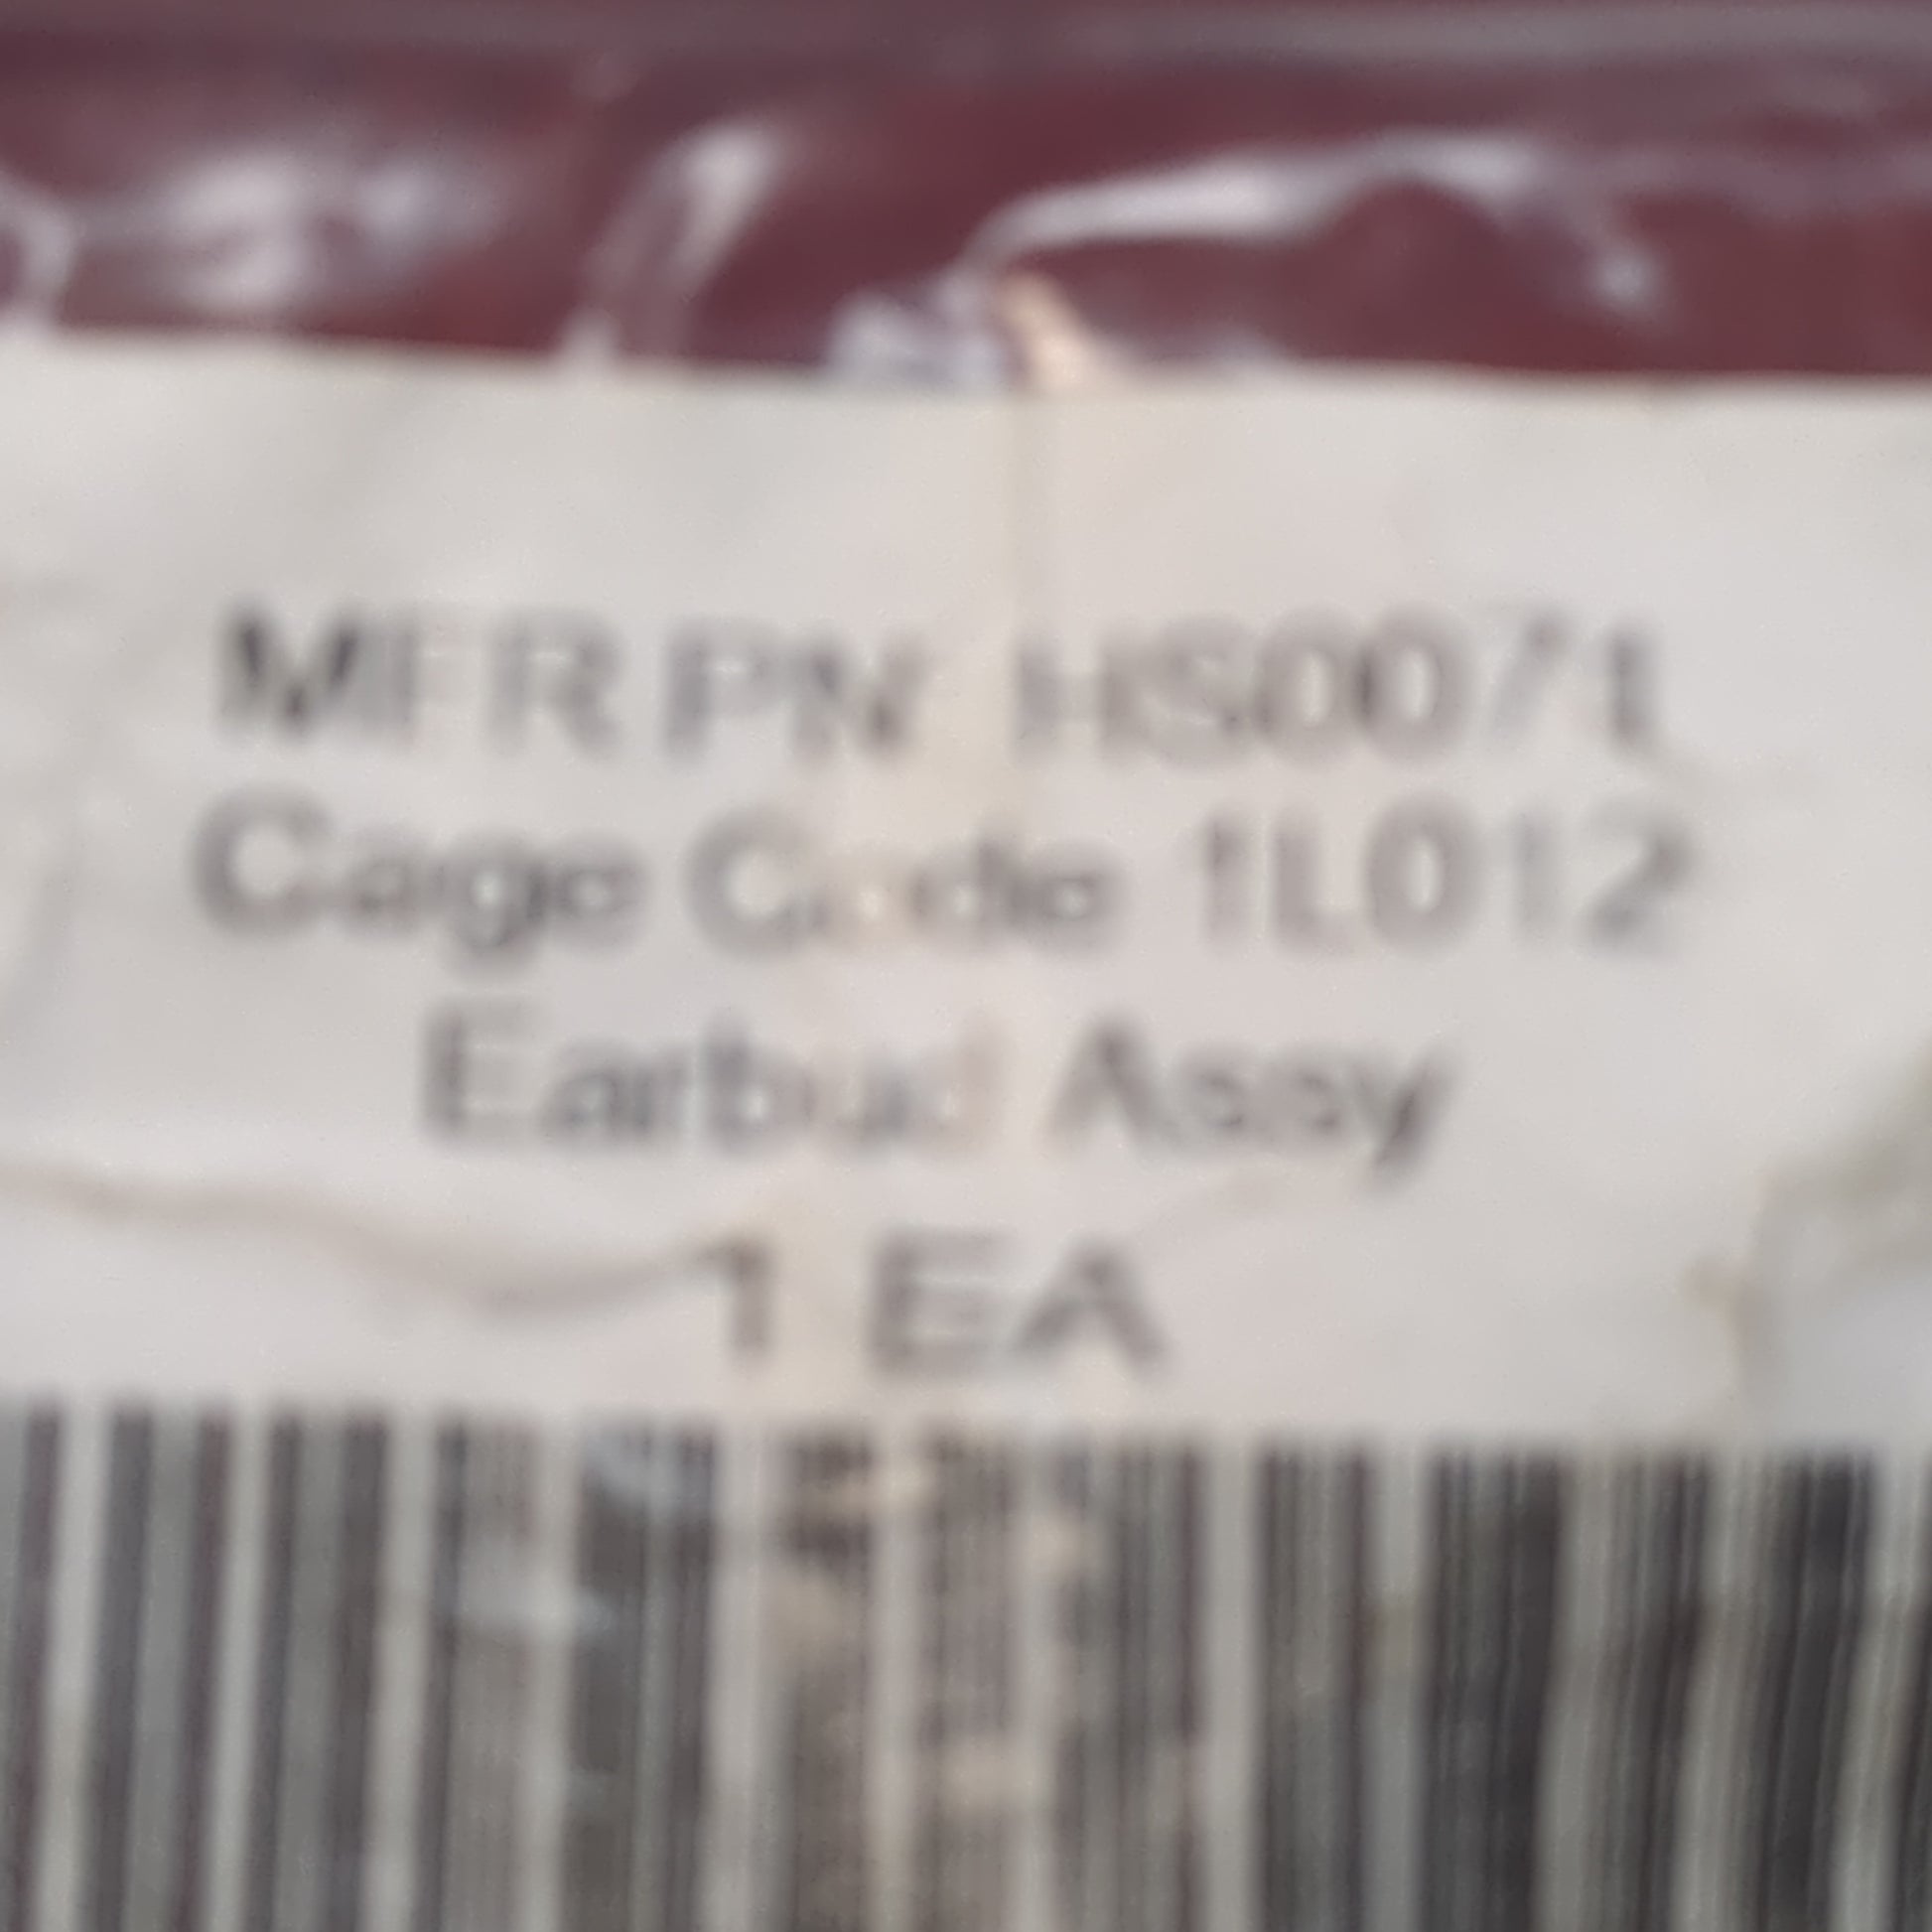 MFR PN HS0071
Cage Code 1L012
Earbud Assy
1 EA